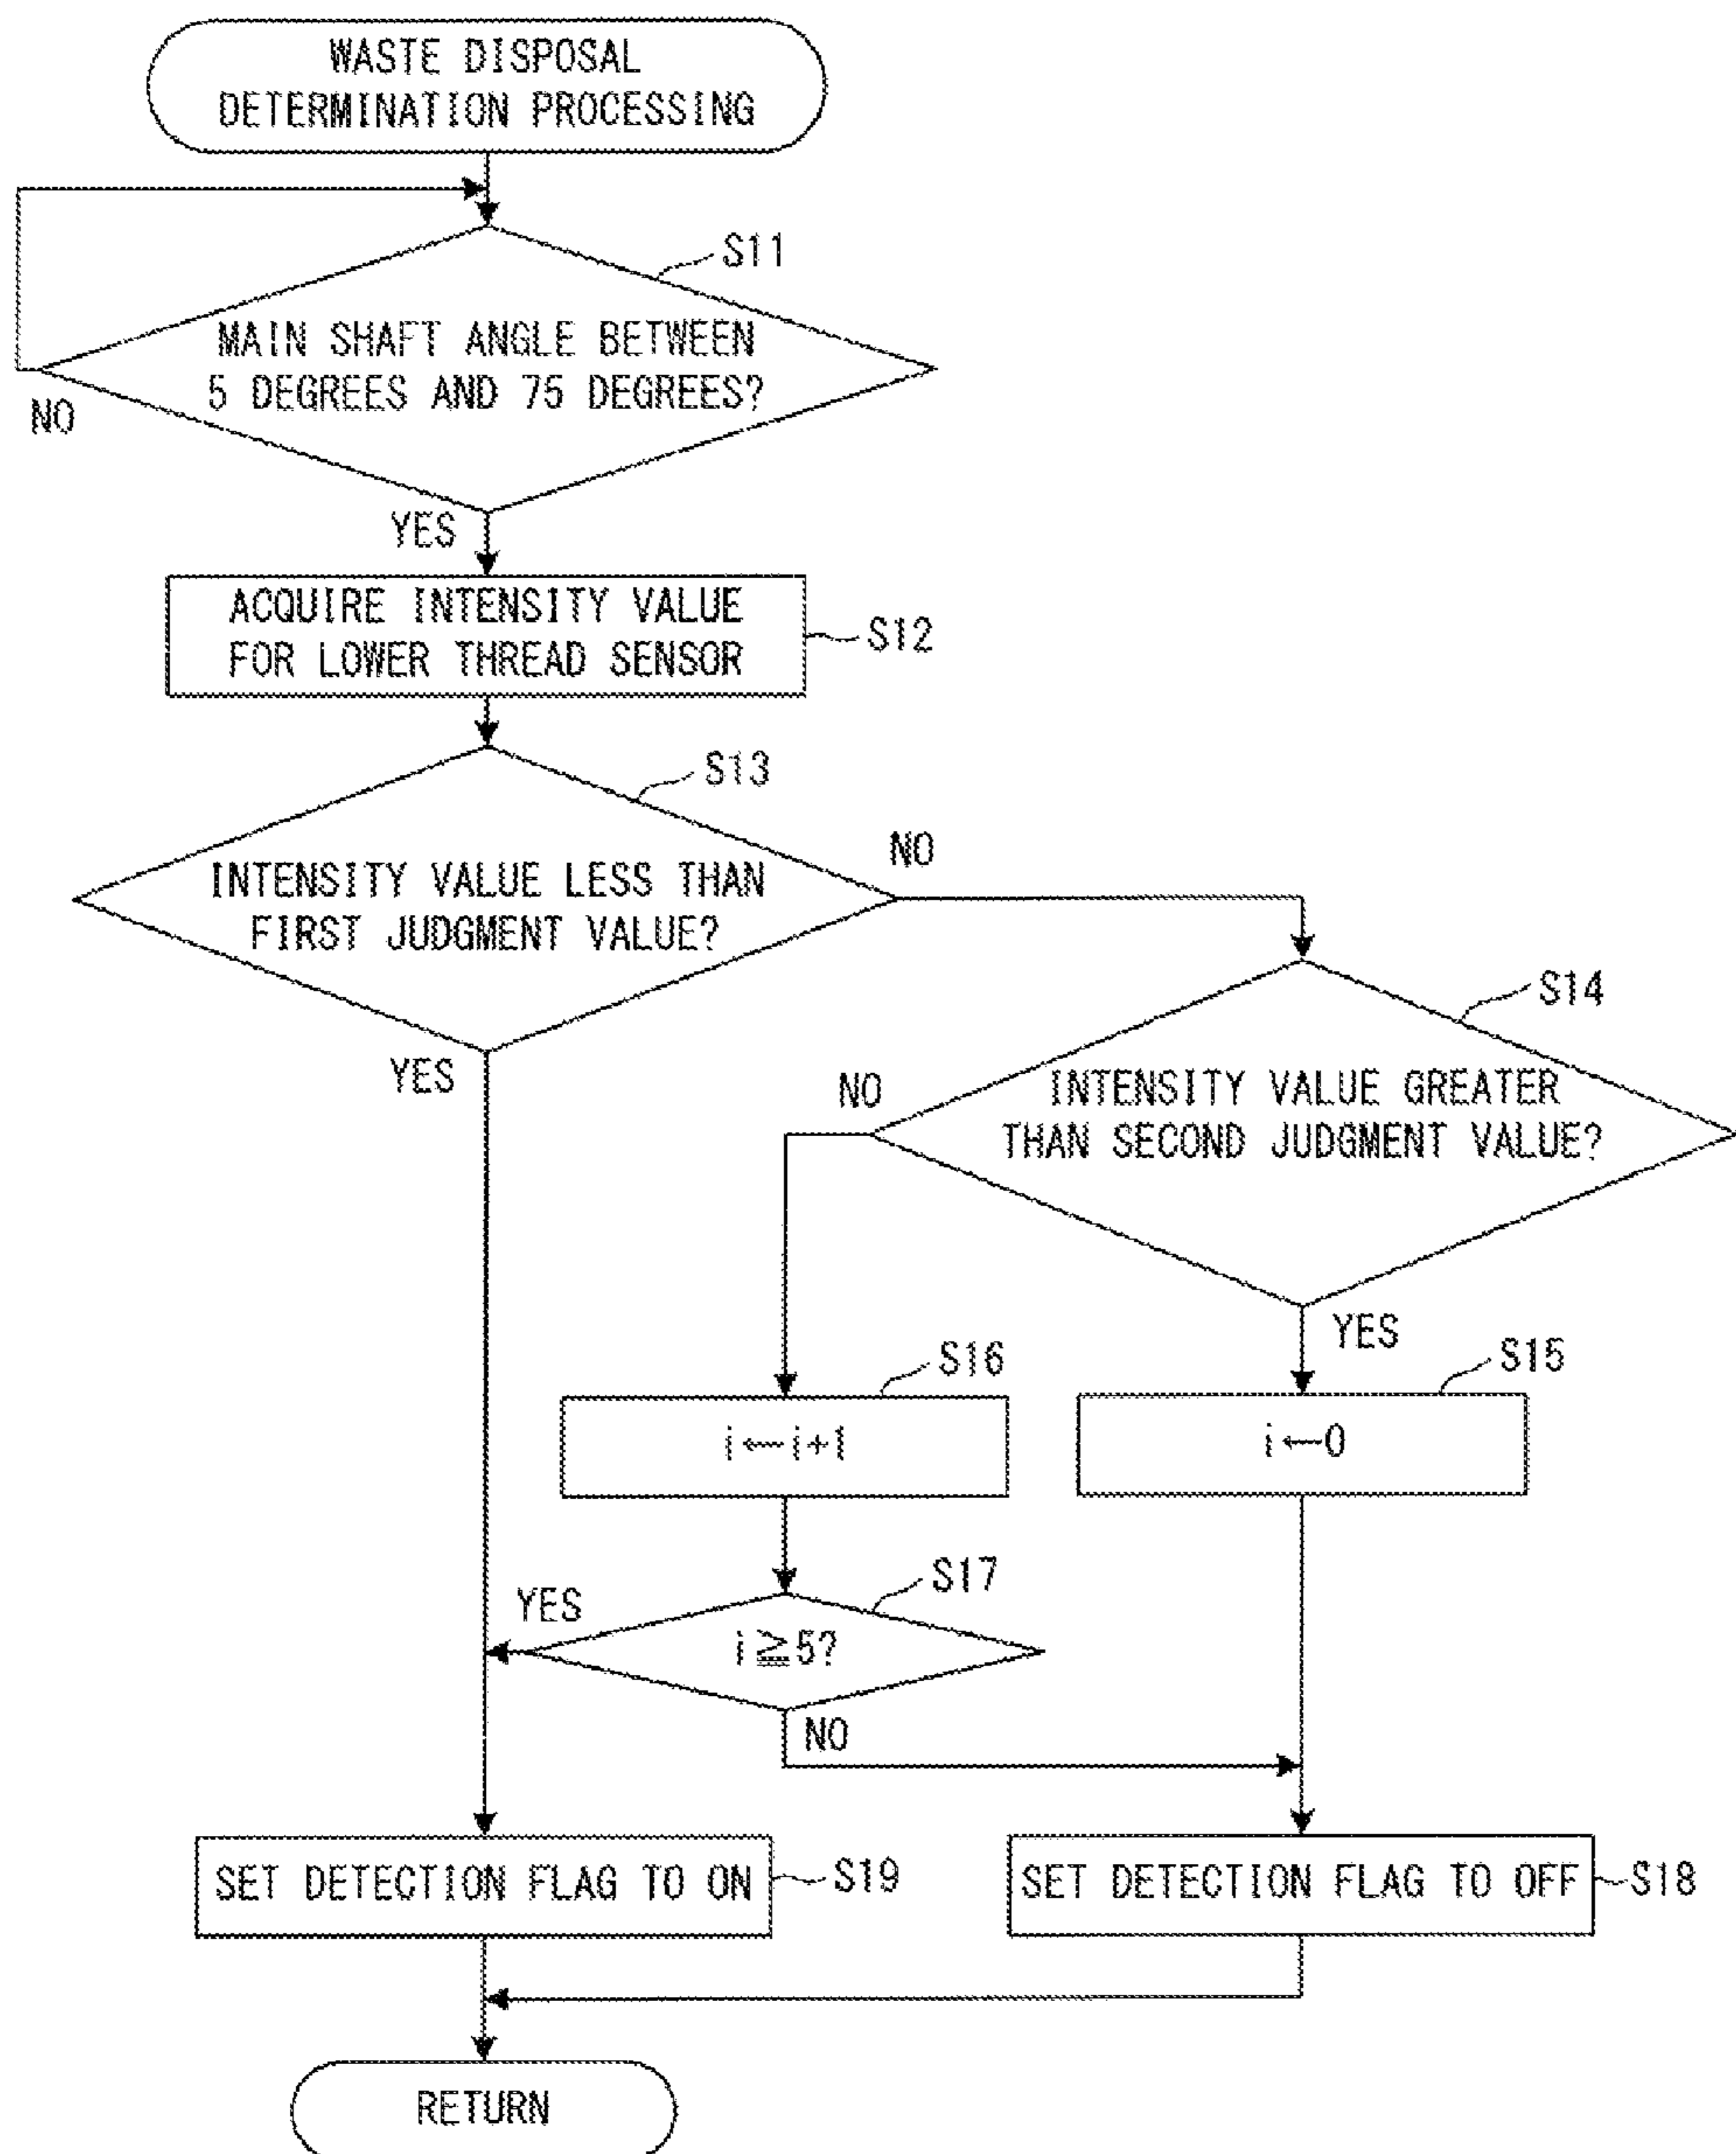 WASTE DISPOSAL
DETERMINATION PROCESSING
S11
MAIN SHAFT ANGLE BETWEEN
5 DEGREES AND 75 DEGREES?
NO
YES
ACQUIRE INTENSITY VALUE
FOR LOWER THREAD SENSOR
S12
S13
NO
INTENSITY VALUE LESS THAN
FIRST JUDGMENT VALUE?
YES
S14
NO
INTENSITY VALUE GREATER
THAN SECOND JUDGMENT VALUE?
YES
S16
S15
i←i+1
i←0
S17
YES
i≧5?
NO
SET DETECTION FLAG TO ON
S19
SET DETECTION FLAG TO OFF
S18
RETURN